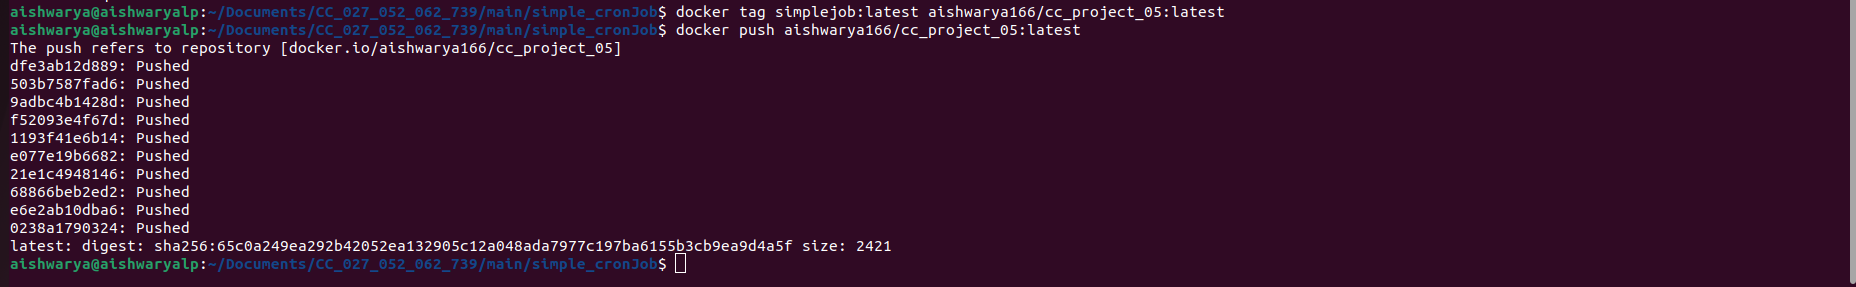 aishwarya@aishwaryalp:~/Documents/CC_027_052_062_739/main/simple_cronJob$ docker tag simplejob:latest aishwarya166/cc_project_05:latest
aishwarya@aishwaryalp:~/Documents/CC_027_052_062_739/main/simple_cronJob$ docker push aishwarya166/cc_project_05:latest
The push refers to repository [docker.io/aishwarya166/cc_project_05]
dfe3ab12d889: Pushed
503b7587fad6: Pushed
9adbc4b1428d: Pushed
f52093e4f67d: Pushed
1193f41e6b14: Pushed
e077e19b6682: Pushed
21e1c4948146: Pushed
68866beb2ed2: Pushed
e6e2ab10dba6: Pushed
0238a1790324: Pushed
latest: digest: sha256:65c0a249ea292b42052ea132905c12a048ada7977c197ba6155b3cb9ea9d4a5f size: 2421
aishwarya@aishwaryalp:~/Documents/CC_027_052_062_739/main/simple_cronJob$